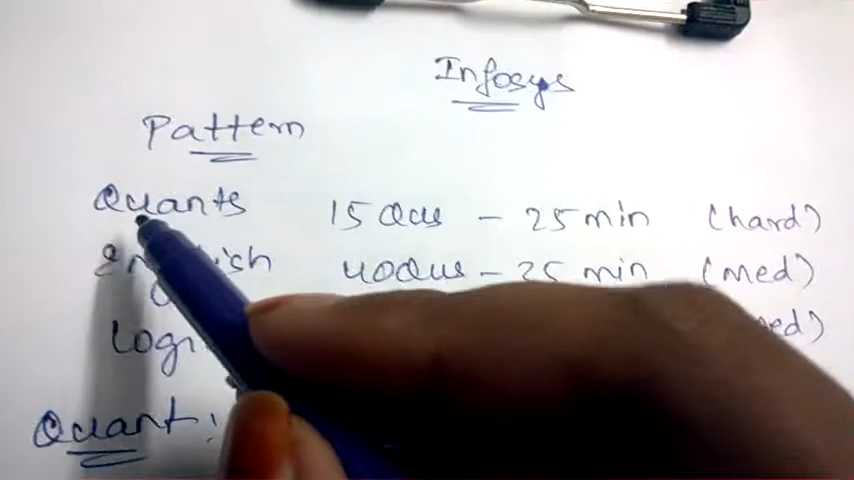 Infosys
Pattern
Quants 15 Qus - 25 min (hard)
40 Qus - 25 min (med)
Quant: